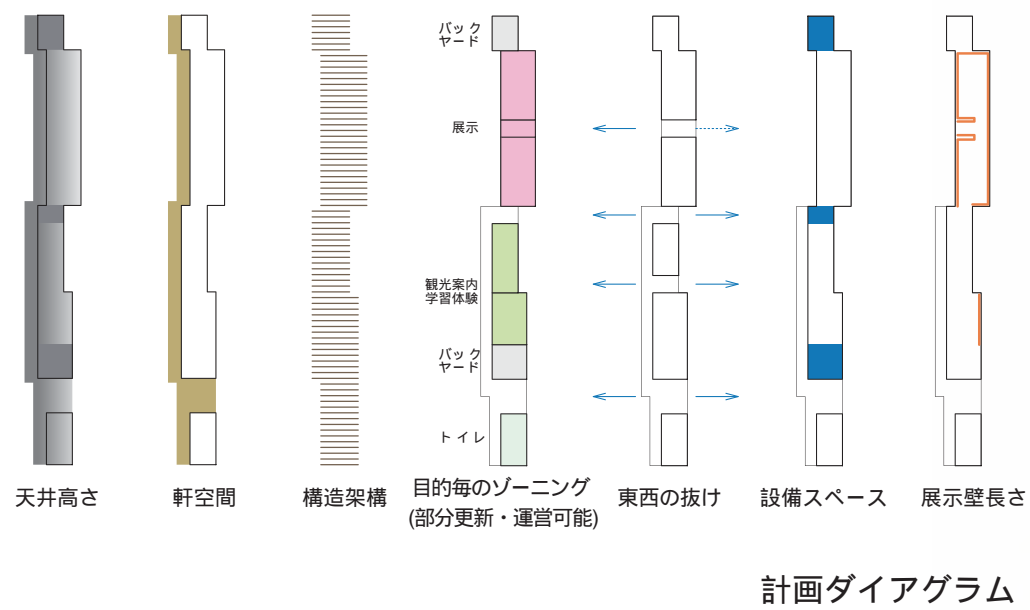 バックヤード
展示
観光案内
学習体験
バック
ヤード
トイレ
天井高さ
軒空間
構造架構
目的毎のゾーニング
(部分更新・運営可能)
東西の抜け
設備スペース
展示壁長さ
計画ダイアグラム